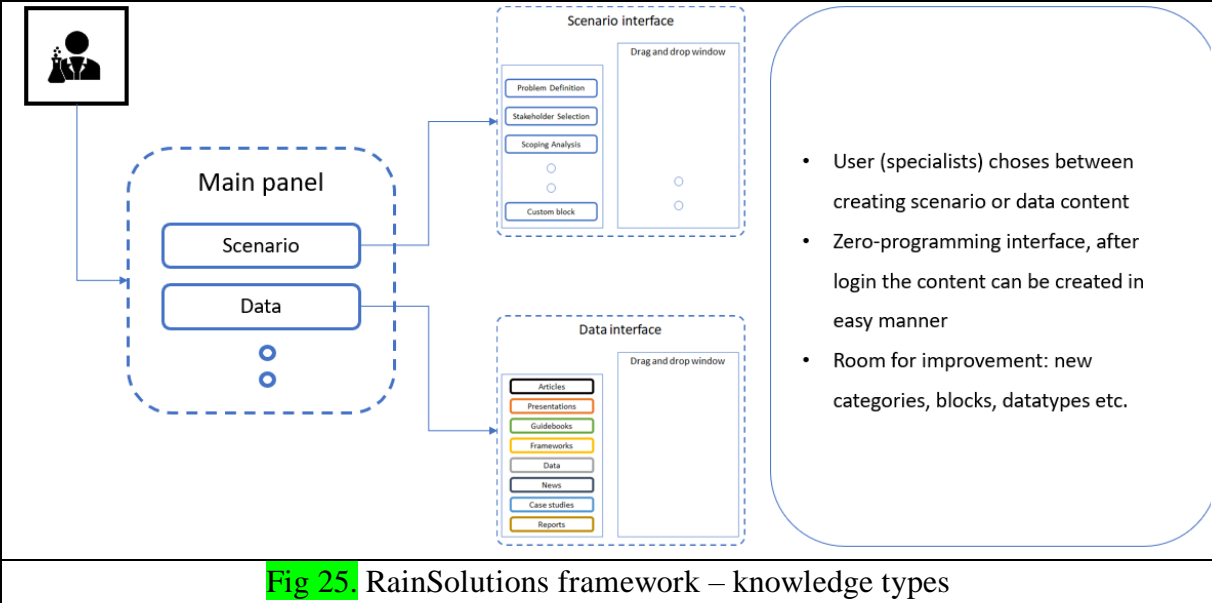 Main panel
Scenario
Data
Scenario interface
Drag and drop window
Problem Definition
Stakeholder Selection
Scoping Analysis
Custom block
Data interface
Drag and drop window
Articles
Presentations
Guidebooks
Frameworks
Data
News
Case studies
Reports
• User (specialists) choses between
creating scenario or data content
• Zero-programming interface, after
login the content can be created in
easy manner
• Room for improvement: new
categories, blocks, datatypes etc.
Fig 25. RainSolutions framework – knowledge types